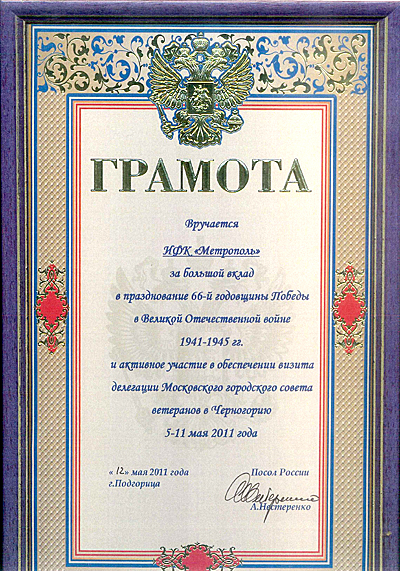 ГРАМОТА
Вручается
ИФК «Метрополь»
за большой вклад
в празднование 66-й годовщины Победы
в Великой Отечественной войне
1941-1945 гг.
и активное участие в обеспечении визита
делегации Московского городского совета
ветеранов в Черногорию
5-11 мая 2011 года
« 12 » мая 2011 года
г.Подгорица
Посол России
А.Нестеренко